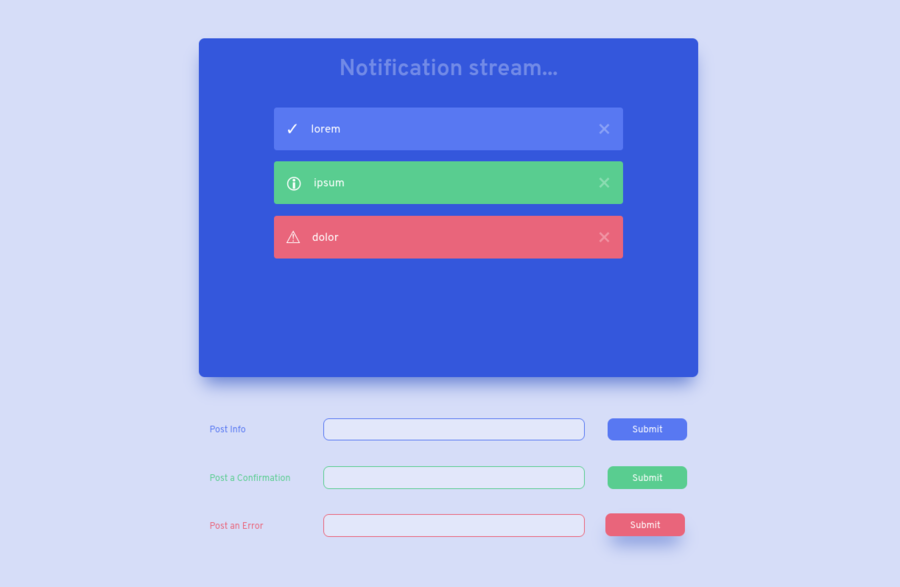 Notification stream...
✓ lorem ×
ⓘ ipsum ×
⚠ dolor ×
Post Info Submit
Post a Confirmation Submit
Post an Error Submit